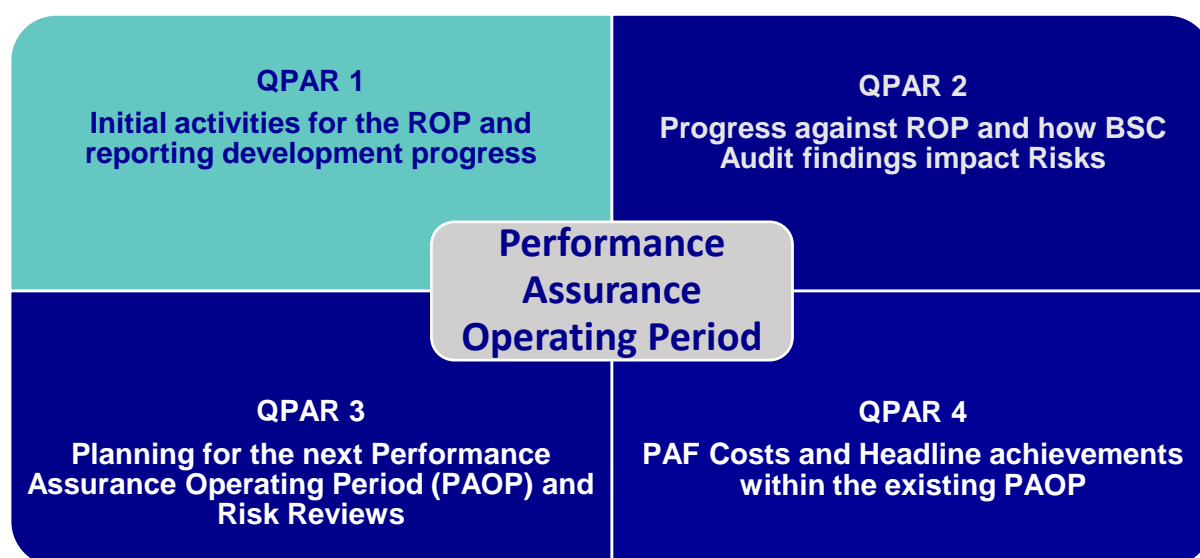 QPAR 1
Initial activities for the ROP and
reporting development progress
QPAR 2
Progress against ROP and how BSC
Audit findings impact Risks
Performance
Assurance
Operating Period
QPAR 3
Planning for the next Performance
Assurance Operating Period (PAOP) and
Risk Reviews
QPAR 4
PAF Costs and Headline achievements
within the existing PAOP